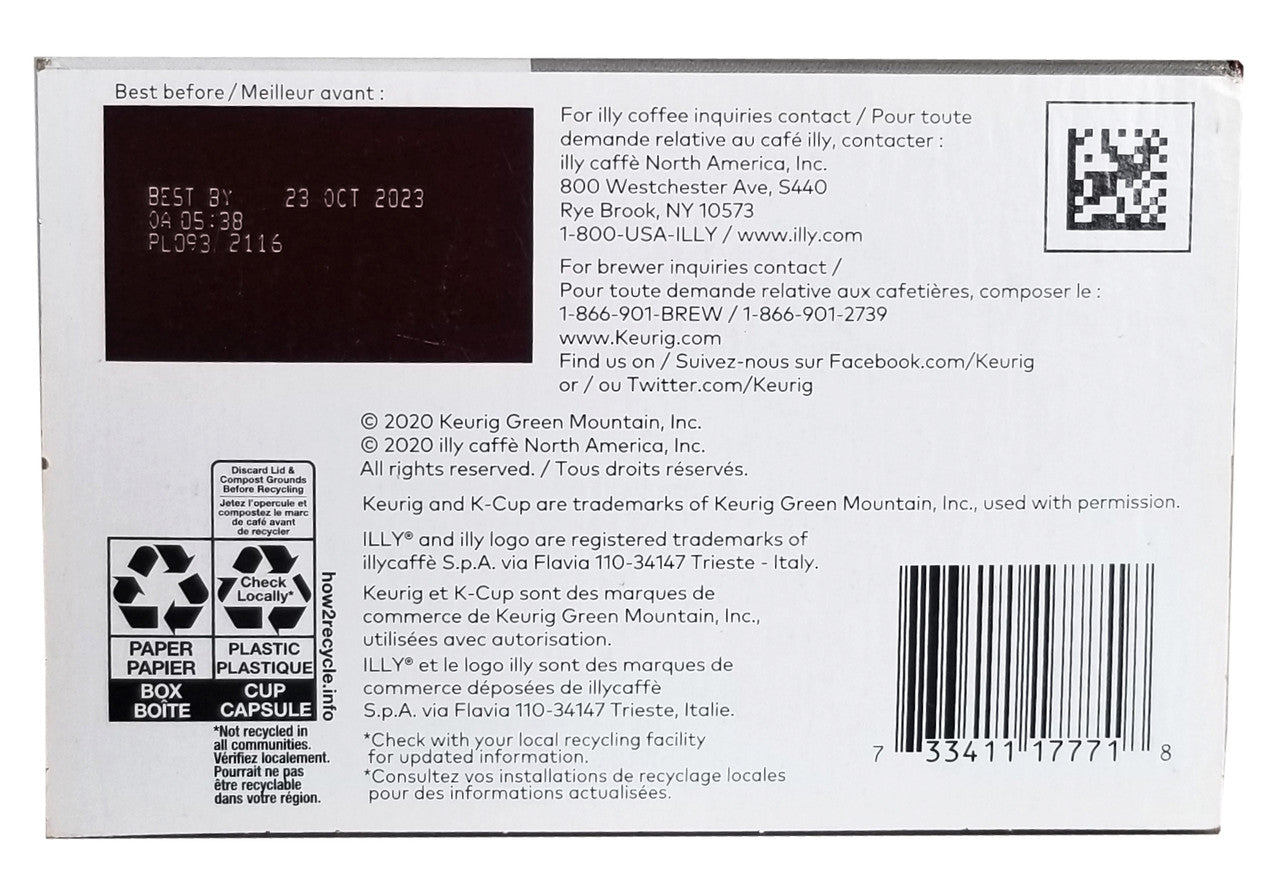 Best before / Meilleur avant :
BEST BY 23 OCT 2023
0A 05:38
PL093 2116
For illy coffee inquiries contact / Pour toute
demande relative au café illy, contacter :
illy caffè North America, Inc.
800 Westchester Ave, S440
Rye Brook, NY 10573
1-800-USA-ILLY / www.illy.com
For brewer inquiries contact /
Pour toute demande relative aux cafetières, composer le :
1-866-901-BREW / 1-866-901-2739
www.Keurig.com
Find us on / Suivez-nous sur Facebook.com/Keurig
or / ou Twitter.com/Keurig
© 2020 Keurig Green Mountain, Inc.
© 2020 illy caffè North America, Inc.
All rights reserved. / Tous droits réservés.
Keurig and K-Cup are trademarks of Keurig Green Mountain, Inc., used with permission.
ILLY® and illy logo are registered trademarks of
illycaffè S.p.A. via Flavia 110-34147 Trieste - Italy.
Keurig et K-Cup sont des marques de
commerce de Keurig Green Mountain, Inc.,
utilisées avec autorisation.
ILLY® et le logo illy sont des marques de
commerce déposées de illycaffè
S.p.A. via Flavia 110-34147 Trieste, Italie.
*Check with your local recycling facility
for updated information.
*Consultez vos installations de recyclage locales
pour des informations actualisées.
Discard Lid &
Compost Grounds
Before Recycling
Jetez l'opercule et
compostez le marc
de café avant
de recycler
Check
Locally*
PAPER
PAPIER
BOX
BOÎTE
PLASTIC
PLASTIQUE
CUP
CAPSULE
how2recycle.info
*Not recycled in
all communities.
Vérifiez localement.
Pourrait ne pas
être recyclable
dans votre région.
7 33411 17771 8